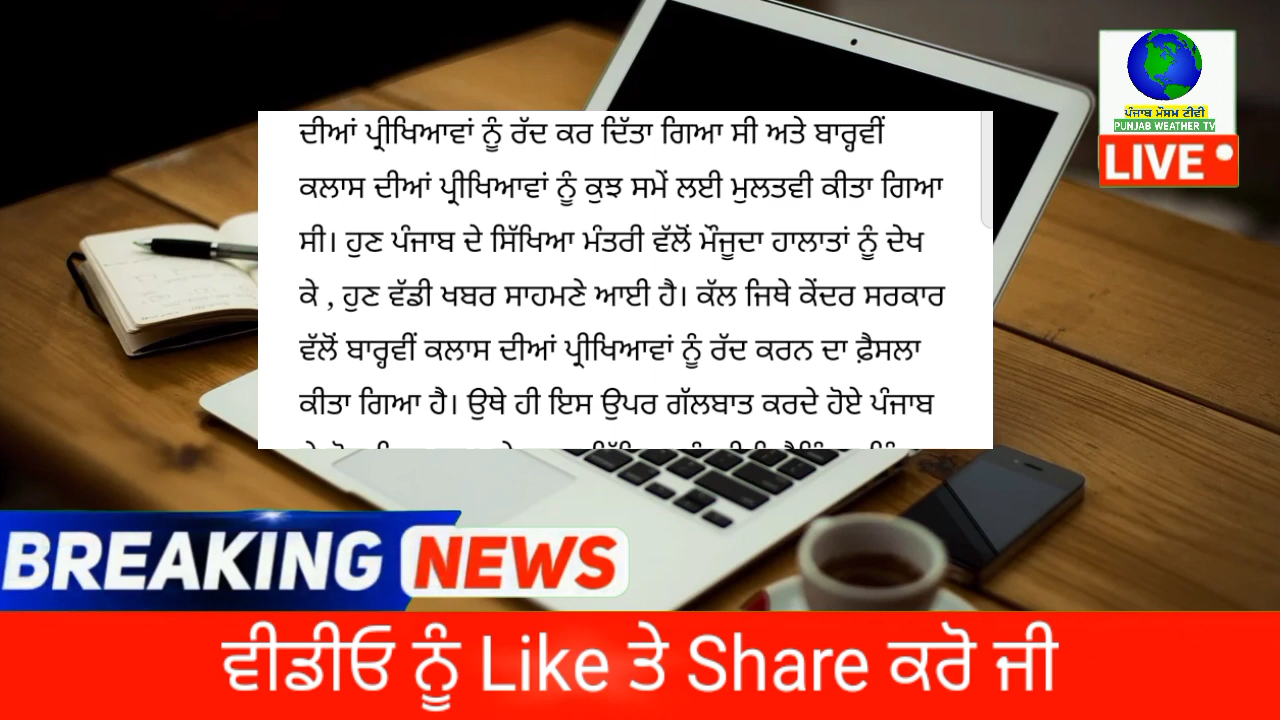 ਪੰਜਾਬ ਮੌਸਮ ਟੀਵੀ
PUNJAB WEATHER TV
LIVE
ਦੀਆਂ ਪ੍ਰੀਖਿਆਵਾਂ ਨੂੰ ਰੱਦ ਕਰ ਦਿੱਤਾ ਗਿਆ ਸੀ ਅਤੇ ਬਾਰ੍ਹਵੀਂ
ਕਲਾਸ ਦੀਆਂ ਪ੍ਰੀਖਿਆਵਾਂ ਨੂੰ ਕੁਝ ਸਮੇਂ ਲਈ ਮੁਲਤਵੀ ਕੀਤਾ ਗਿਆ
ਸੀ। ਹੁਣ ਪੰਜਾਬ ਦੇ ਸਿੱਖਿਆ ਮੰਤਰੀ ਵੱਲੋਂ ਮੌਜੂਦਾ ਹਾਲਾਤਾਂ ਨੂੰ ਦੇਖ
ਕੇ , ਹੁਣ ਵੱਡੀ ਖਬਰ ਸਾਹਮਣੇ ਆਈ ਹੈ। ਕੱਲ ਜਿਥੇ ਕੇਂਦਰ ਸਰਕਾਰ
ਵੱਲੋਂ ਬਾਰ੍ਹਵੀਂ ਕਲਾਸ ਦੀਆਂ ਪ੍ਰੀਖਿਆਵਾਂ ਨੂੰ ਰੱਦ ਕਰਨ ਦਾ ਫ਼ੈਸਲਾ
ਕੀਤਾ ਗਿਆ ਹੈ। ਉਥੇ ਹੀ ਇਸ ਉਪਰ ਗੱਲਬਾਤ ਕਰਦੇ ਹੋਏ ਪੰਜਾਬ
BREAKING NEWS
ਵੀਡੀਓ ਨੂੰ Like ਤੇ Share ਕਰੋ ਜੀ